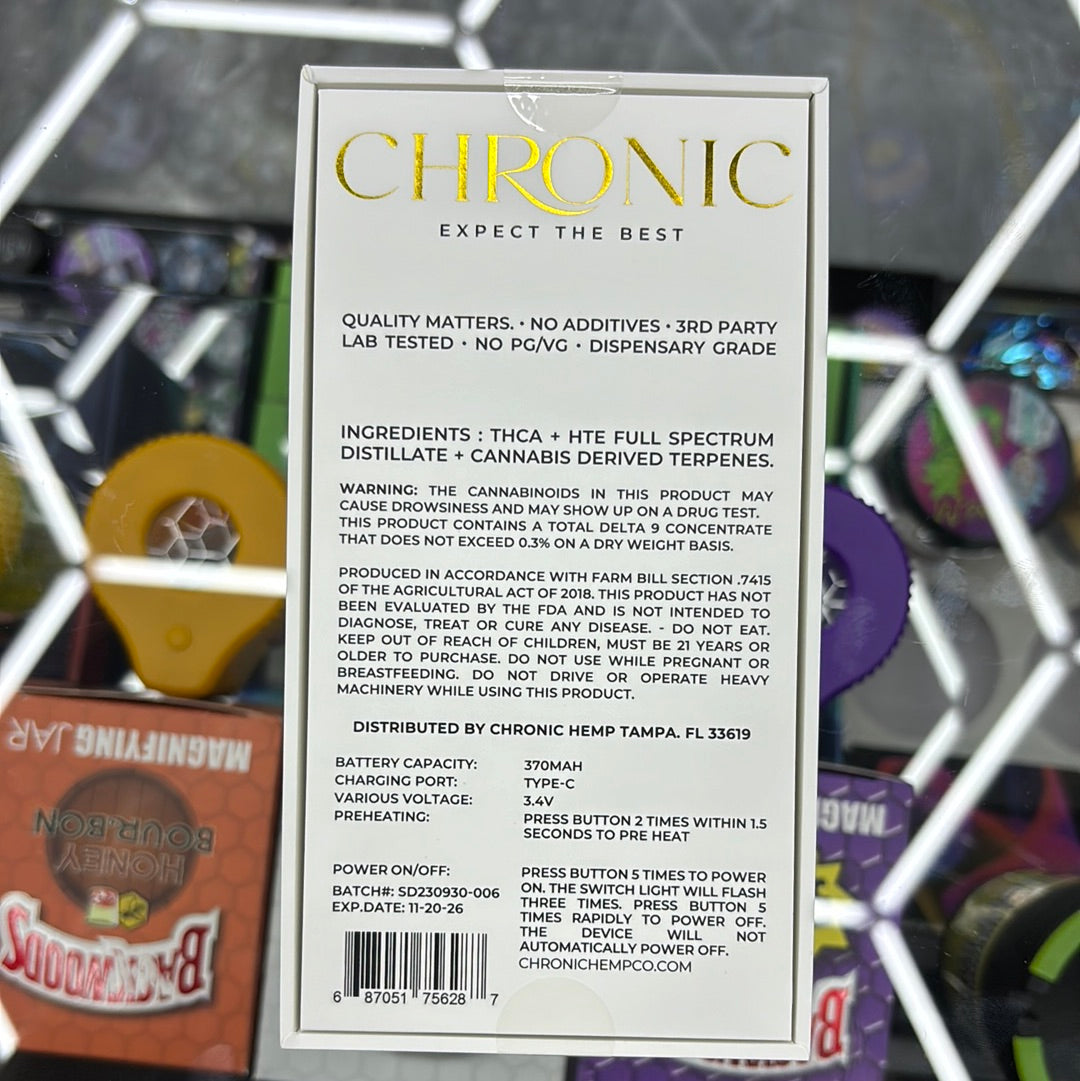 CHRONIC
EXPECT THE BEST
QUALITY MATTERS. • NO ADDITIVES • 3RD PARTY
LAB TESTED • NO PG/VG • DISPENSARY GRADE
INGREDIENTS : THCA + HTE FULL SPECTRUM
DISTILLATE + CANNABIS DERIVED TERPENES.
WARNING: THE CANNABINOIDS IN THIS PRODUCT MAY
CAUSE DROWSINESS AND MAY SHOW UP ON A DRUG TEST.
THIS PRODUCT CONTAINS A TOTAL DELTA 9 CONCENTRATE
THAT DOES NOT EXCEED 0.3% ON A DRY WEIGHT BASIS.
PRODUCED IN ACCORDANCE WITH FARM BILL SECTION .7415
OF THE AGRICULTURAL ACT OF 2018. THIS PRODUCT HAS NOT
BEEN EVALUATED BY THE FDA AND IS NOT INTENDED TO
DIAGNOSE, TREAT OR CURE ANY DISEASE. - DO NOT EAT.
KEEP OUT OF REACH OF CHILDREN, MUST BE 21 YEARS OR
OLDER TO PURCHASE. DO NOT USE WHILE PREGNANT OR
BREASTFEEDING. DO NOT DRIVE OR OPERATE HEAVY
MACHINERY WHILE USING THIS PRODUCT.
DISTRIBUTED BY CHRONIC HEMP TAMPA. FL 33619
BATTERY CAPACITY: 370MAH
CHARGING PORT: TYPE-C
VARIOUS VOLTAGE: 3.4V
PREHEATING: PRESS BUTTON 2 TIMES WITHIN 1.5
SECONDS TO PRE HEAT
POWER ON/OFF: PRESS BUTTON 5 TIMES TO POWER
ON. THE SWITCH LIGHT WILL FLASH
THREE TIMES. PRESS BUTTON 5
TIMES RAPIDLY TO POWER OFF.
THE DEVICE WILL NOT
AUTOMATICALLY POWER OFF.
CHRONICHEMPCO.COM
BATCH#: SD230930-006
EXP.DATE: 11-20-26
6 87051 75628 7
MAGNIFYING JAR
HONEY
BOURBON
BACKWOODS